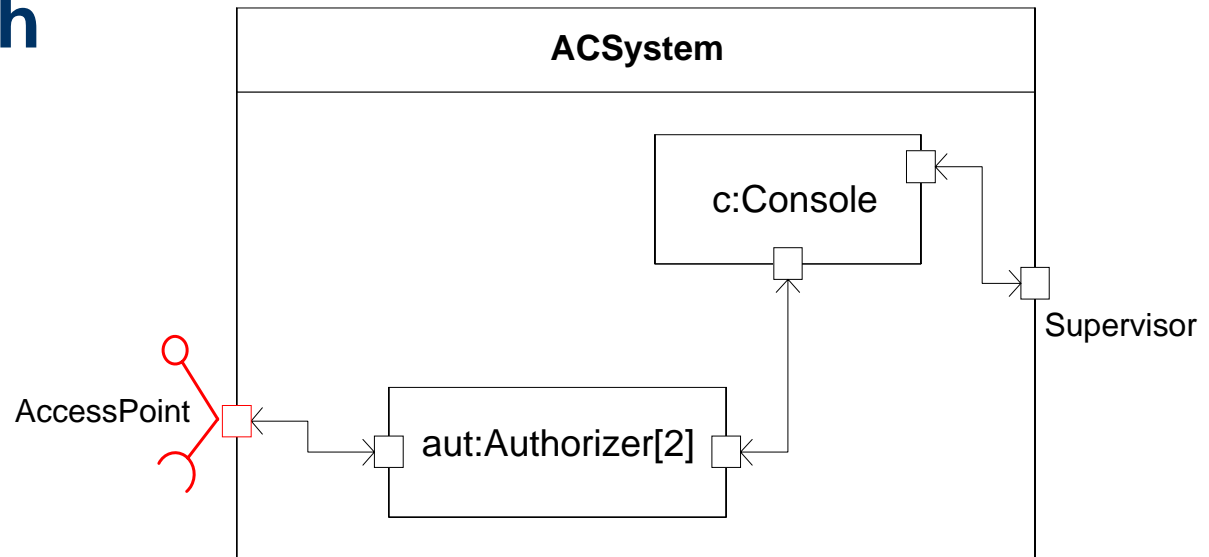 h
ACSystem
c:Console
Supervisor
AccessPoint
aut:Authorizer[2]